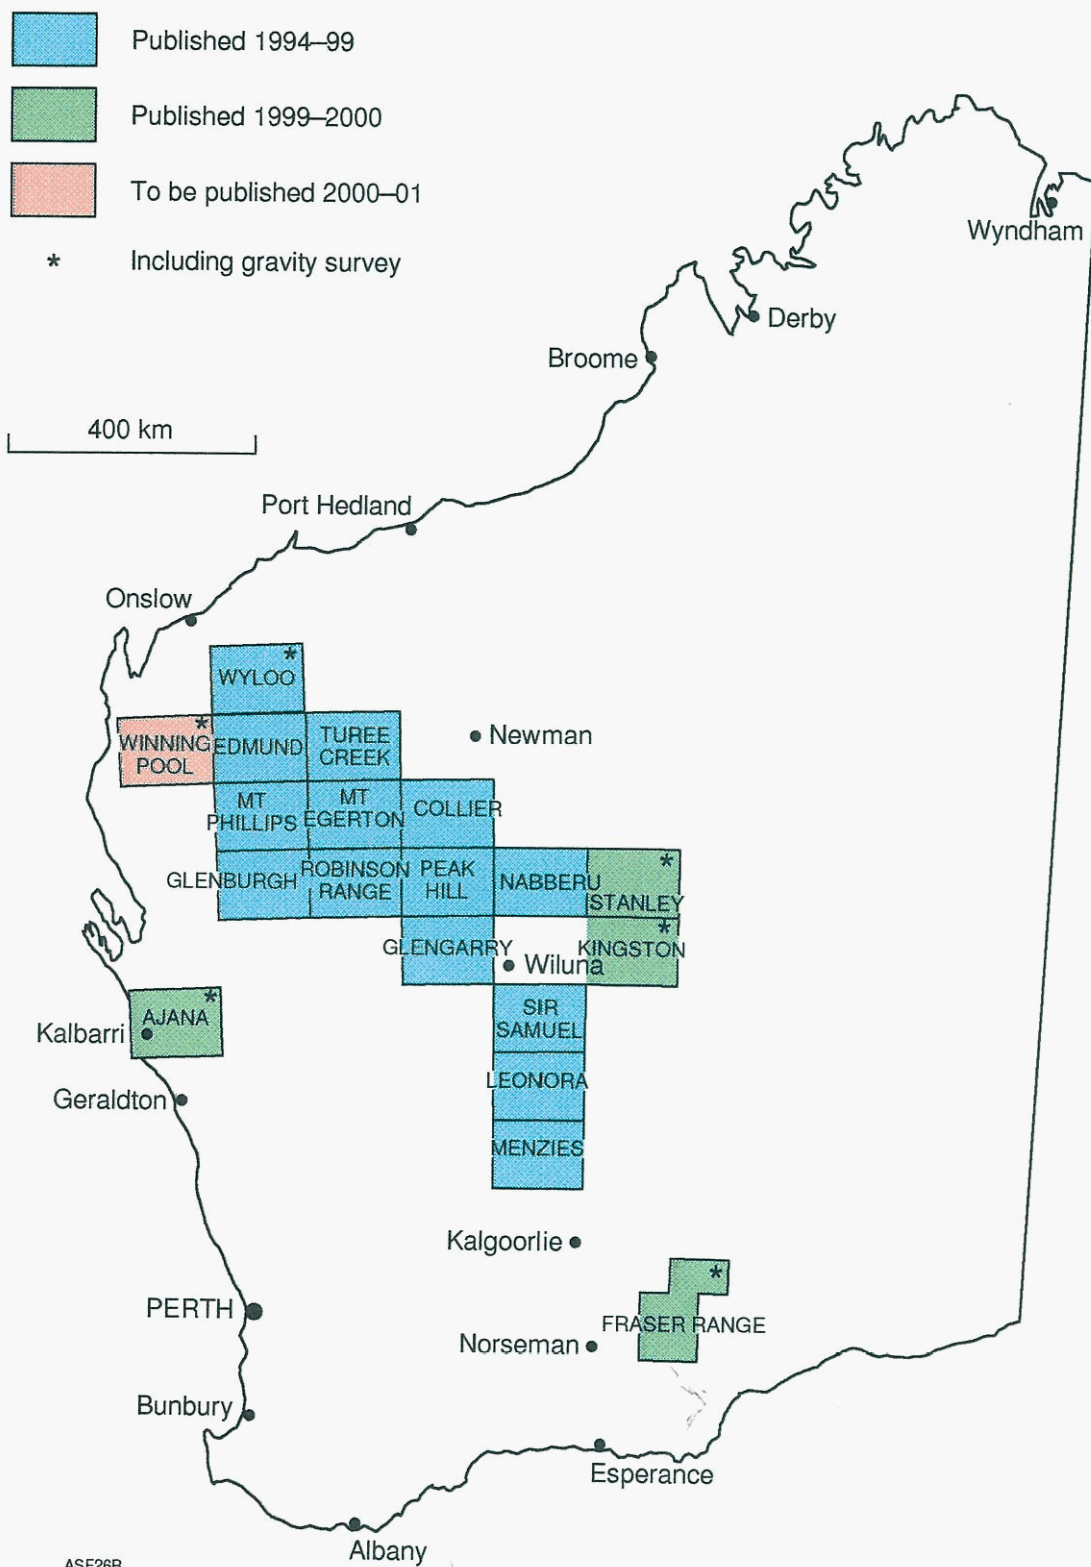 Published 1994–99
Published 1999–2000
To be published 2000–01
* Including gravity survey
Wyndham
Derby
Broome
400 km
Port Hedland
Onslow
*
WYLOO
*
WINNING
POOL
EDMUND
TUREE
CREEK
Newman
MT
PHILLIPS
MT
EGERTON
COLLIER
GLENBURGH
ROBINSON
RANGE
PEAK
HILL
NABBERU
*
STANLEY
GLENGARRY
Wiluna
*
KINGSTON
*
AJANA
Kalbarri
SIR
SAMUEL
Geraldton
LEONORA
MENZIES
Kalgoorlie
*
PERTH
FRASER RANGE
Norseman
Bunbury
Esperance
Albany
ASF26B